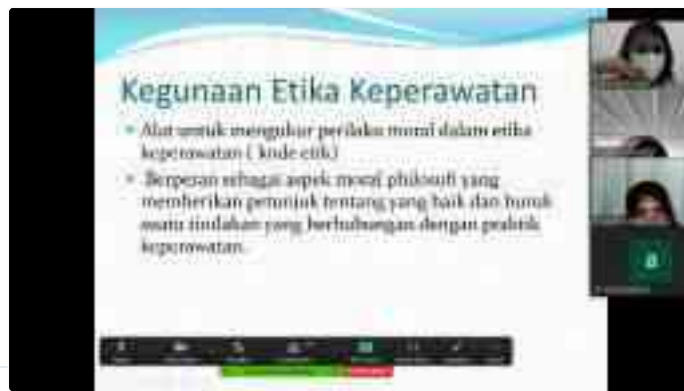 Kegunaan Etika Keperawatan
Alat untuk mengukur perilaku moral dalam etika
keperawatan ( kode etik)
Berperan sebagai aspek moral philosofi yang
memberikan petunjuk tentang yang baik dan buruk
suatu tindakan yang berhubungan dengan praktik
keperawatan.
a